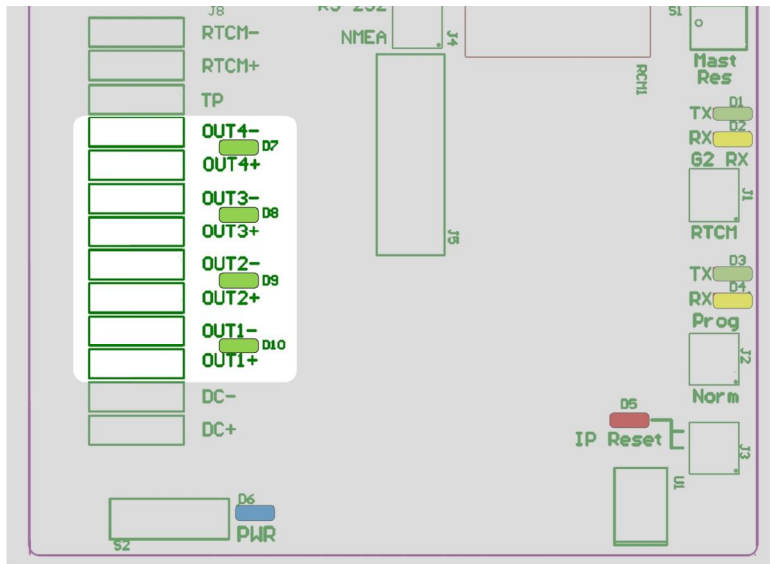 J8
RTCM-
RTCM+
TP
OUT4-
D7
OUT4+
OUT3-
D8
OUT3+
OUT2-
D9
OUT2+
OUT1-
D10
OUT1+
DC-
DC+
D6
PWR
S2
NMEA
J4
J5
RCM1
S1
Mast
Res
D1
TX
D2
RX
G2 RX
J1
RTCM
D3
TX
D4
RX
Prog
J2
Norm
D5
IP Reset
J3
U1